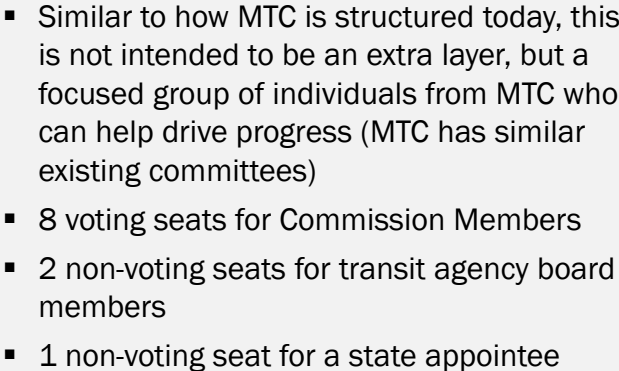 ▪ Similar to how MTC is structured today, this
is not intended to be an extra layer, but a
focused group of individuals from MTC who
can help drive progress (MTC has similar
existing committees)
▪ 8 voting seats for Commission Members
▪ 2 non-voting seats for transit agency board
members
▪ 1 non-voting seat for a state appointee